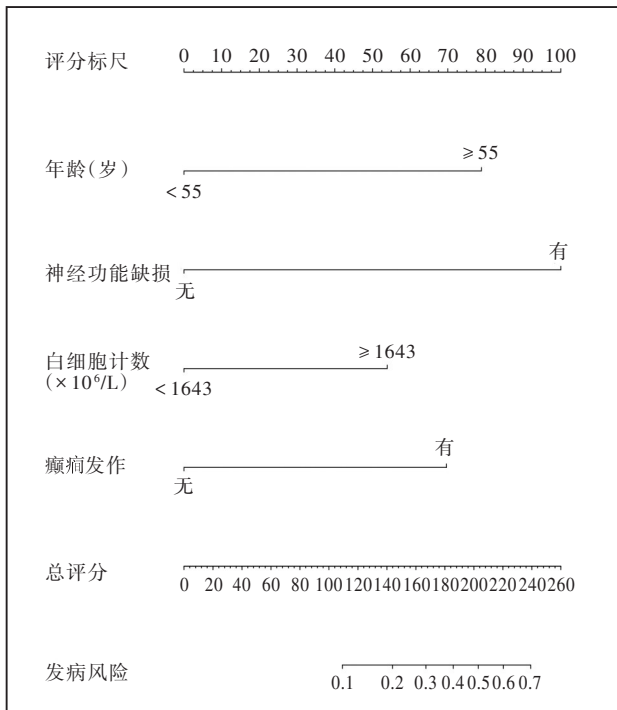 评分标尺 0 10 20 30 40 50 60 70 80 90 100
≥55
年龄(岁)
<55
有
神经功能缺损
无
≥1643
白细胞计数
(×10⁶/L)
<1643
有
癫痫发作
无
总评分
0 20 40 60 80 100 120 140 160 180 200 220 240 260
发病风险
0.1 0.2 0.3 0.4 0.5 0.6 0.7